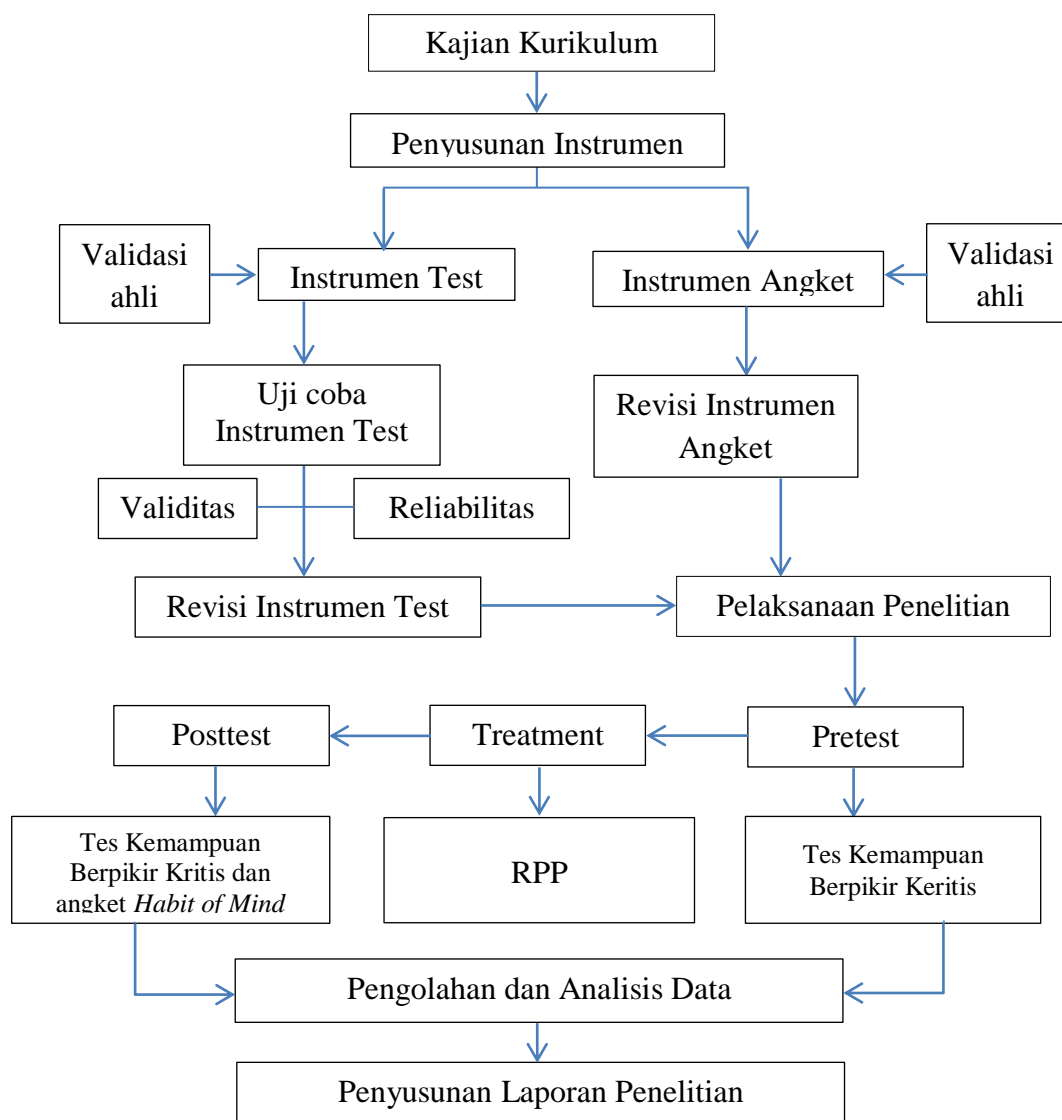 Kajian Kurikulum
Penyusunan Instrumen
Validasi
ahli
Instrumen Test
Instrumen Angket
Validasi
ahli
Uji coba
Instrumen Test
Revisi Instrumen
Angket
Validitas
Reliabilitas
Revisi Instrumen Test
Pelaksanaan Penelitian
Posttest
Treatment
Pretest
Tes Kemampuan
Berpikir Kritis dan
angket Habit of Mind
RPP
Tes Kemampuan
Berpikir Keritis
Pengolahan dan Analisis Data
Penyusunan Laporan Penelitian